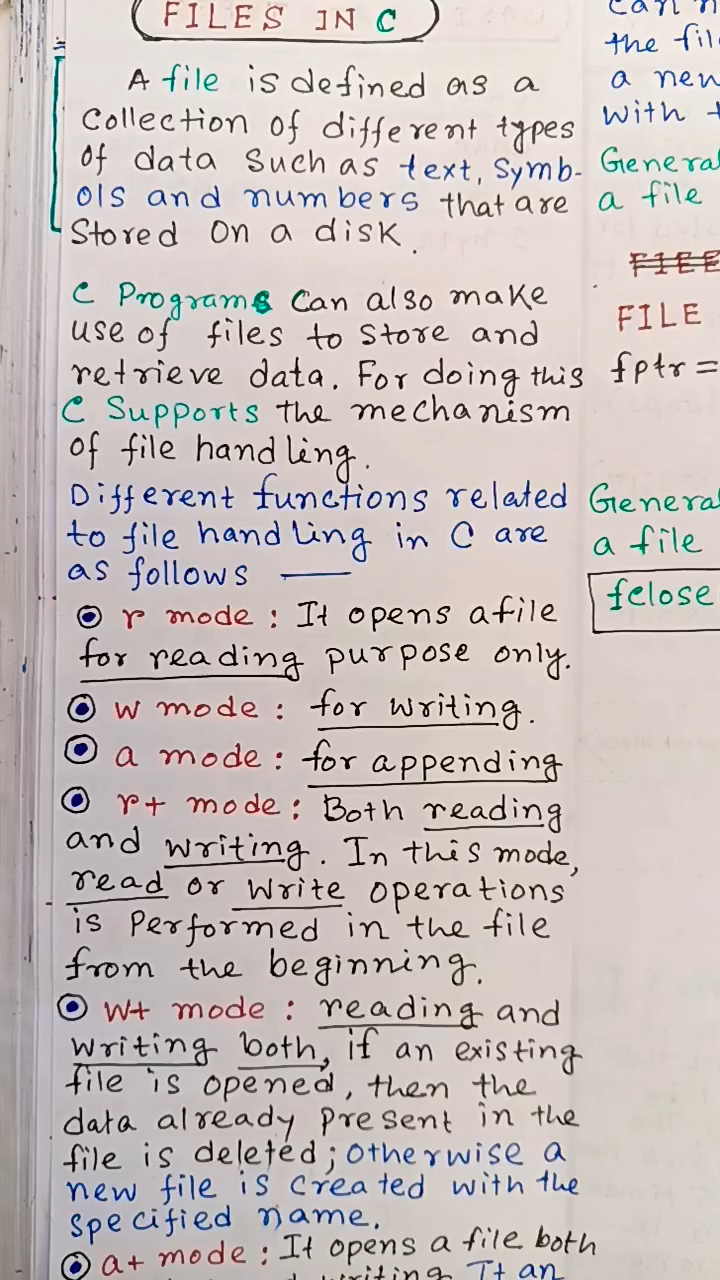 FILES IN C
A file is defined as a
Collection of different types
of data Such as text, Symb-
ols and numbers that are
Stored On a disk.
C Programs Can also make
use of files to Store and
retrieve data. For doing this
C Supports the mechanism
of file handling.
Different functions related
to file handling in C are
as follows —
r mode : It opens a file
for reading purpose only.
w mode : for writing.
a mode : for appending
r+ mode : Both reading
and writing. In this mode,
read or write operations
is Performed in the file
from the beginning.
W+ mode : reading and
writing both, if an existing
file is opened, then the
data already present in the
file is deleted; otherwise a
new file is created with the
specified name.
a+ mode : It opens a file both
writing. It an
the fil
a new
with
General
a file
FILE
fptr =
General
a file
fclose